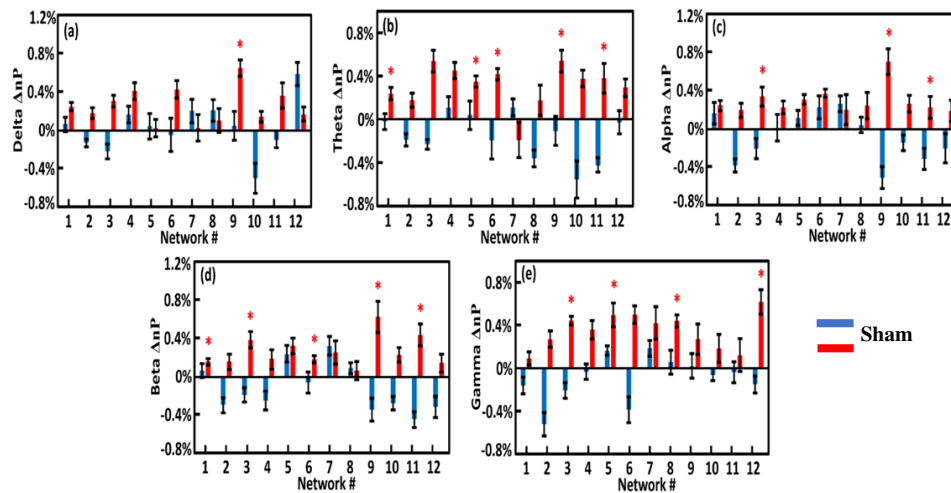 1.2%
(a)
*
0.8%
0.4%
0%
-0.4%
-0.8%
Delta ΔnP
1 2 3 4 5 6 7 8 9 10 11 12
Network #
0.8%
(b)
* * * * *
0.4%
0%
-0.4%
-0.8%
Theta ΔnP
1 2 3 4 5 6 7 8 9 10 11 12
Network #
1.2%
(c)
* * *
0.8%
0.4%
0%
-0.4%
-0.8%
Alpha ΔnP
1 2 3 4 5 6 7 8 9 10 11 12
Network #
1.2%
(d)
* * * * *
0.8%
0.4%
0%
-0.4%
-0.8%
Beta ΔnP
1 2 3 4 5 6 7 8 9 10 11 12
Network #
0.8%
(e)
* * * *
0.4%
0%
-0.4%
-0.8%
Gamma ΔnP
1 2 3 4 5 6 7 8 9 10 11 12
Network #
Sham